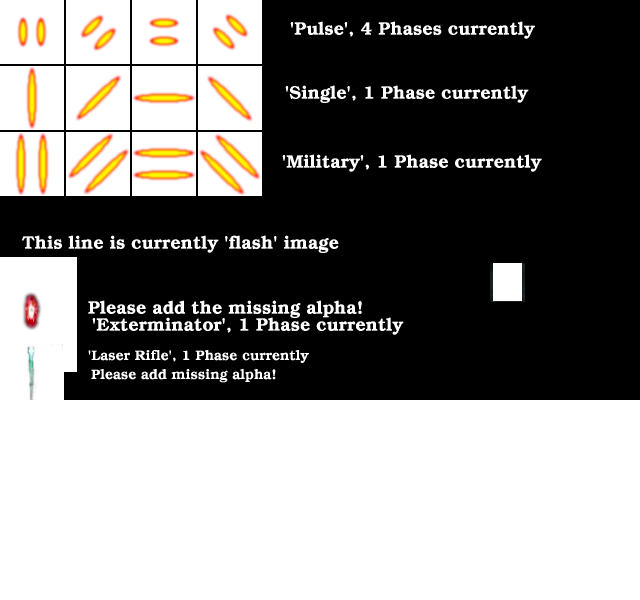 'Pulse', 4 Phases currently
'Single', 1 Phase currently
'Military', 1 Phase currently
This line is currently 'flash' image
Please add the missing alpha!
'Exterminator', 1 Phase currently
'Laser Rifle', 1 Phase currently
Please add missing alpha!